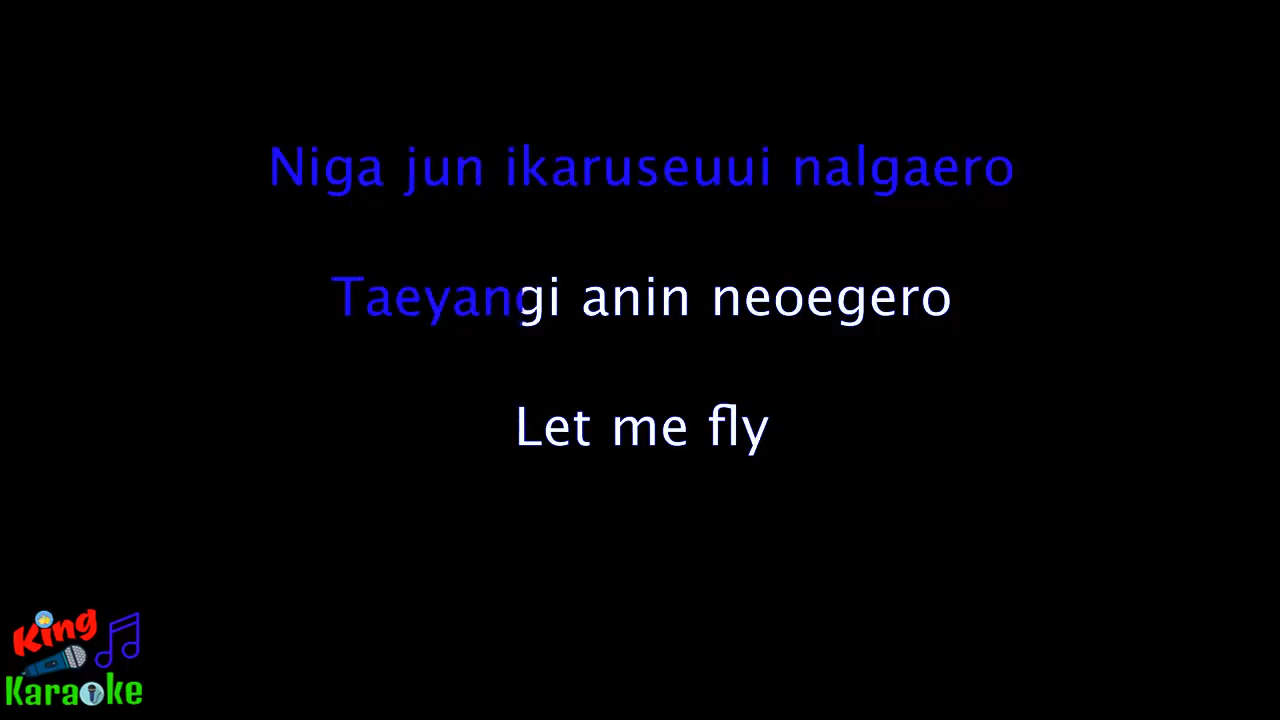 Niga jun ikaruseuui nalgaero
Taeyangi anin neoegero
Let me fly
King
Karaoke